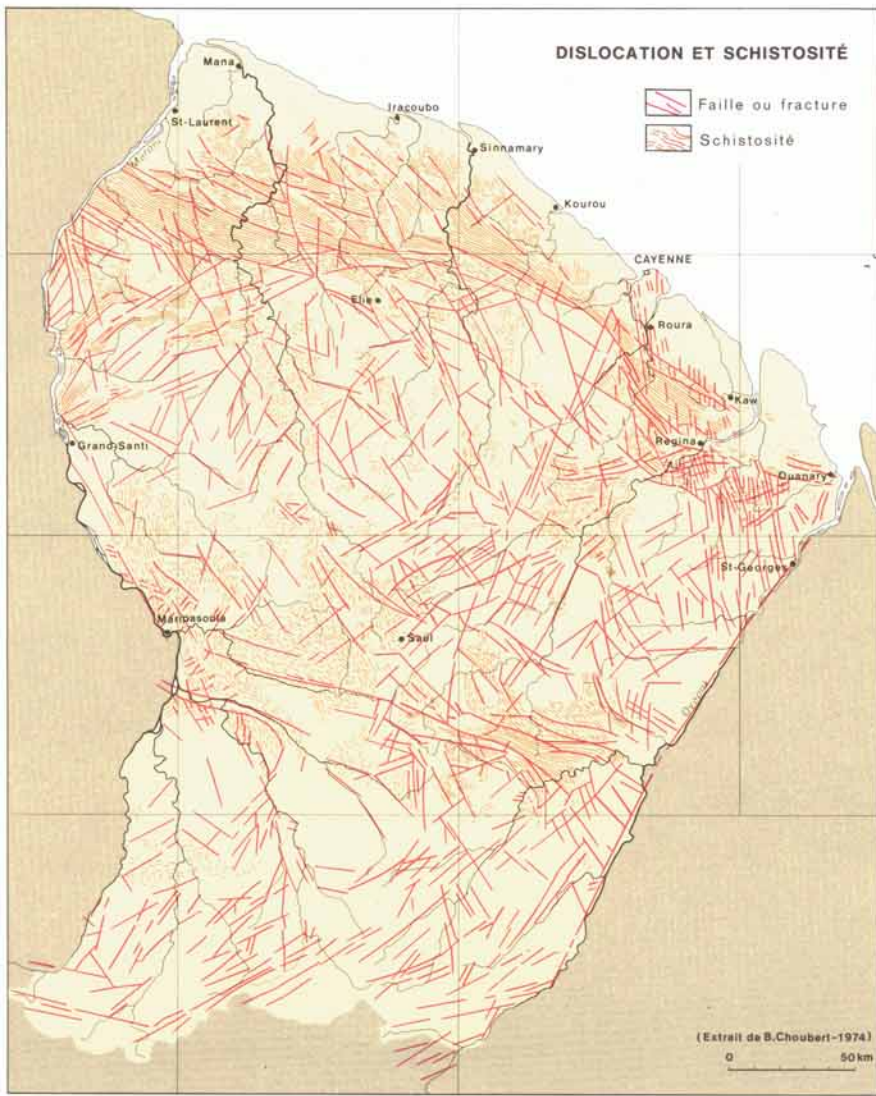 DISLOCATION ET SCHISTOSITÉ
Faille ou fracture
Schistosité
Mana
St-Laurent
Iracoubo
Sinnamary
Kourou
CAYENNE
Elie
Roura
Kaw
Regina
Grand-Santi
Ouanary
St-Georges
Maripasoula
Saül
Oyapock
(Extrait de B.Choubert-1974)
0 50 km